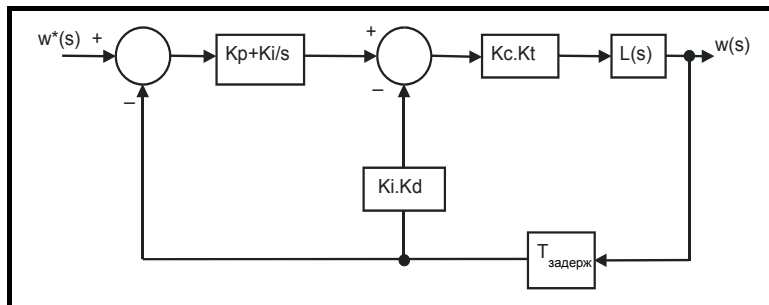 w*(s) +
Kp+Ki/s
+
Kc.Kt
L(s)
w(s)
–
–
Ki.Kd
Tзадерж